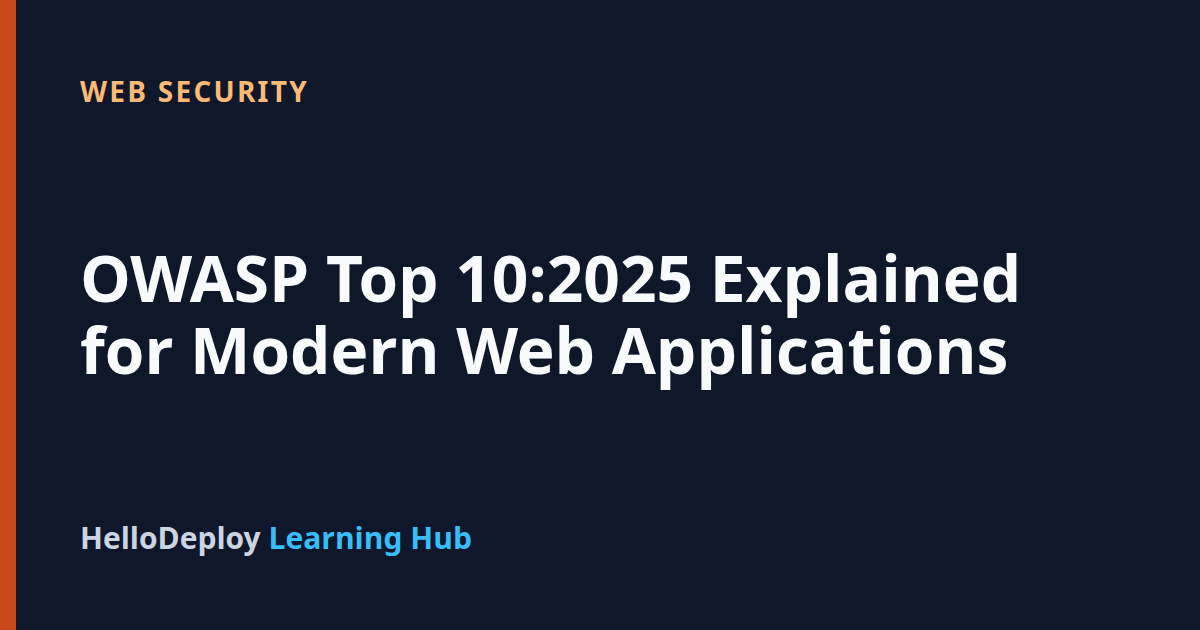 WEB SECURITY
OWASP Top 10:2025 Explained
for Modern Web Applications
HelloDeploy Learning Hub